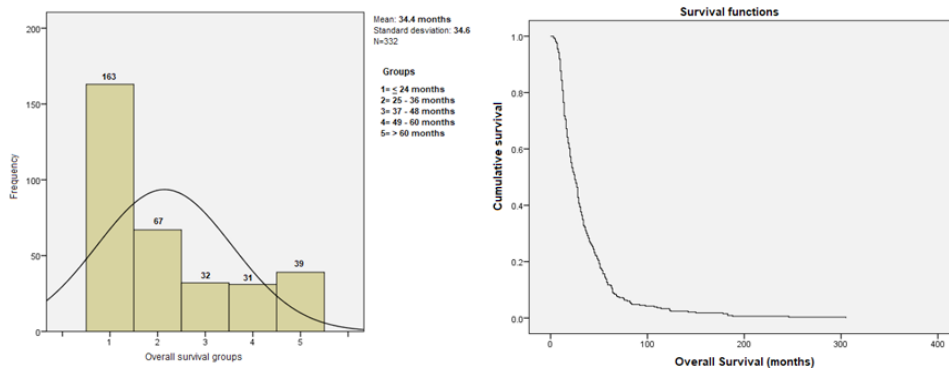 Mean: 34.4 months
Standard desviation: 34.6
N=332
Groups
1= ≤ 24 months
2= 25 - 36 months
3= 37 - 48 months
4= 49 - 60 months
5= > 60 months
200
150
100
50
0
Frequency
163
67
32
31
39
1 2 3 4 5
Overall survival groups
Survival functions
1.0
0.8
0.6
0.4
0.2
0.0
Cumulative survival
0 100 200 300 400
Overall Survival (months)